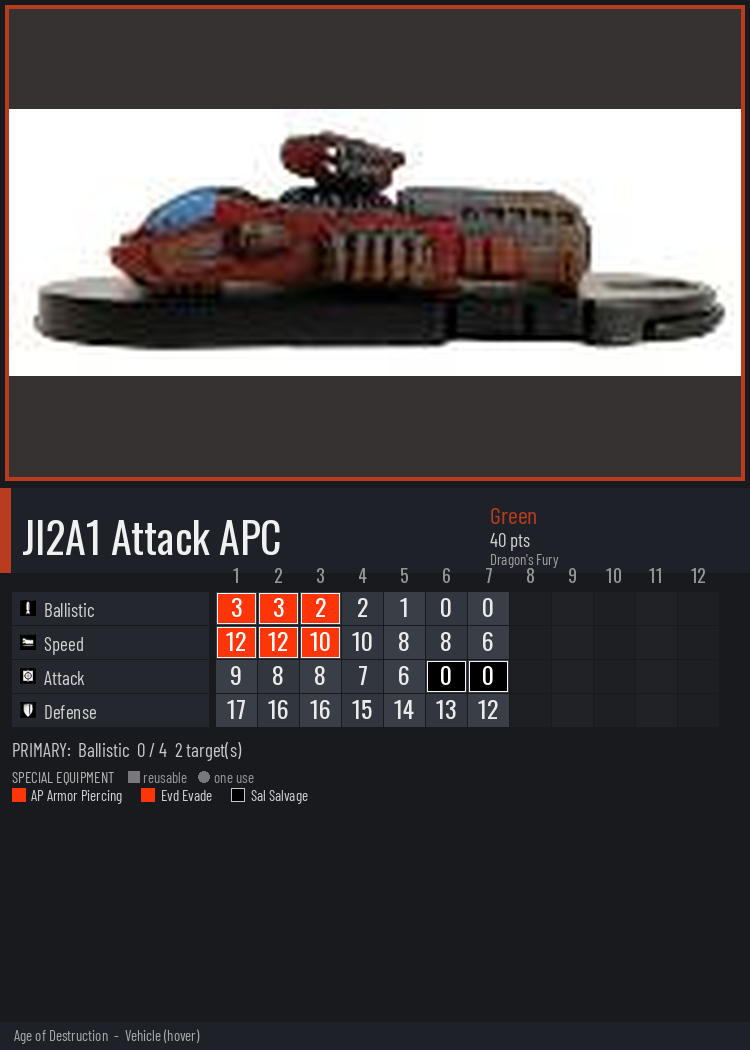 JI2A1 Attack APC
Green
40 pts
Dragon's Fury
1 2 3 4 5 6 7 8 9 10 11 12
Ballistic 3 3 2 2 1 0 0
Speed 12 12 10 10 8 8 6
Attack 9 8 8 7 6 0 0
Defense 17 16 16 15 14 13 12
PRIMARY: Ballistic 0 / 4 2 target(s)
SPECIAL EQUIPMENT reusable one use
AP Armor Piercing Evd Evade Sal Salvage
Age of Destruction - Vehicle (hover)